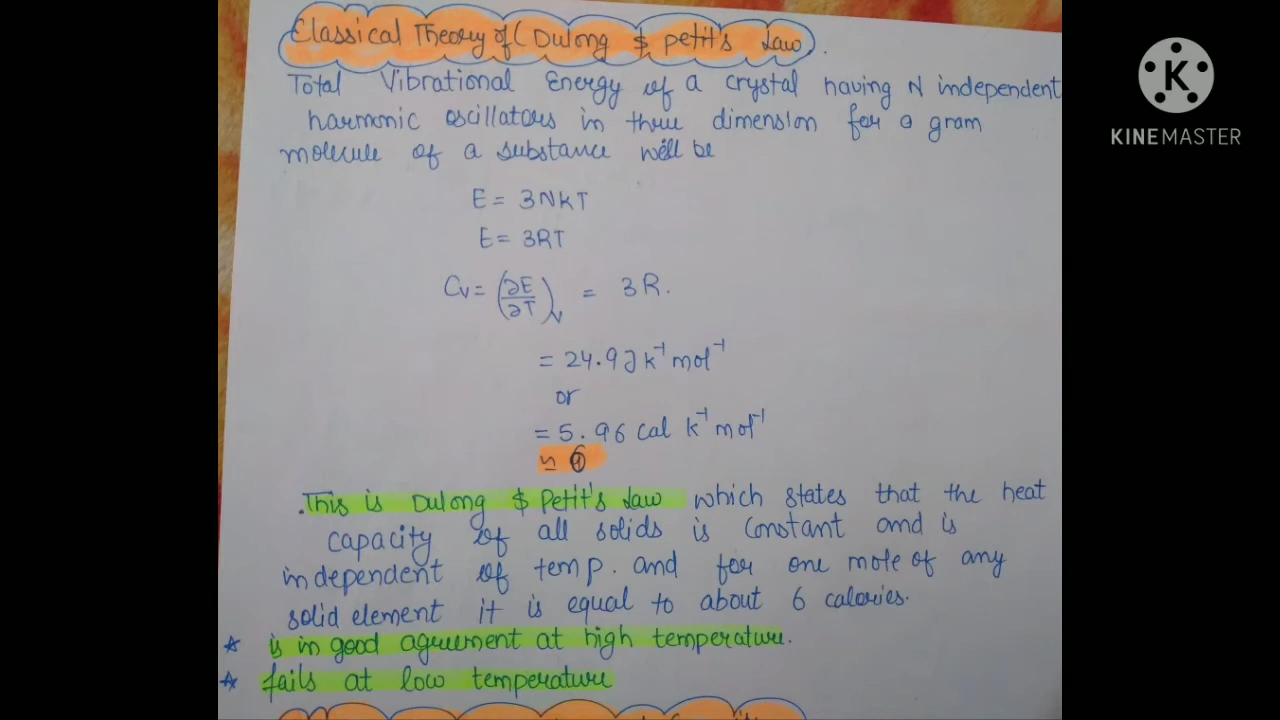 Classical Theory of (Dulong & Petit's Law).
Total Vibrational Energy of a crystal having N independent
harmonic oscillators in three dimension for a gram
molecule of a substance will be
E = 3NkT
E = 3RT
Cv = (∂E/∂T)v = 3R.
= 24.9 J k⁻¹ mol⁻¹
or
= 5.96 cal k⁻¹ mol⁻¹
≃ 6
.This is Dulong & Petit's Law which states that the heat
capacity of all solids is constant and is
independent of temp. and for one mole of any
solid element it is equal to about 6 calories.
☆ is in good agreement at high temperature.
☆ fails at low temperature
K
KINEMASTER